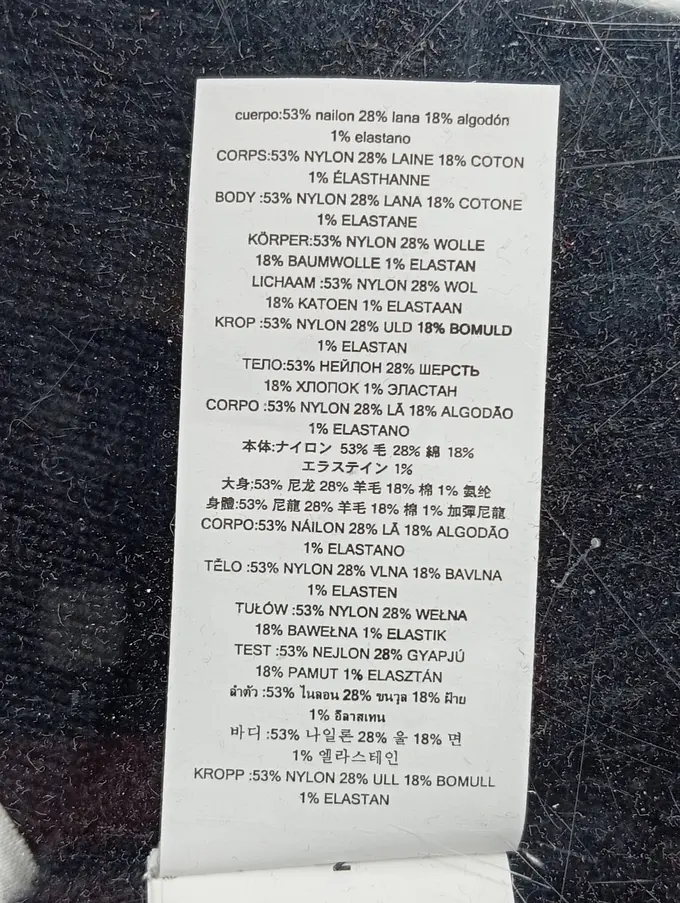 cuerpo:53% nailon 28% lana 18% algodón
1% elastano
CORPS:53% NYLON 28% LAINE 18% COTON
1% ÉLASTHANNE
BODY :53% NYLON 28% LANA 18% COTONE
1% ELASTANE
KÖRPER:53% NYLON 28% WOLLE
18% BAUMWOLLE 1% ELASTAN
LICHAAM :53% NYLON 28% WOL
18% KATOEN 1% ELASTAAN
KROP :53% NYLON 28% ULD 18% BOMULD
1% ELASTAN
ТЕЛО:53% НЕЙЛОН 28% ШЕРСТЬ
18% ХЛОПОК 1% ЭЛАСТАН
CORPO :53% NYLON 28% LÃ 18% ALGODÃO
1% ELASTANO
本体:ナイロン 53% 毛 28% 綿 18%
エラステイン 1%
大身:53% 尼龙 28% 羊毛 18% 棉 1% 氨纶
身體:53% 尼龍 28% 羊毛 18% 棉 1% 加彈尼龍
CORPO:53% NÁILON 28% LÃ 18% ALGODÃO
1% ELASTANO
TĚLO :53% NYLON 28% VLNA 18% BAVLNA
1% ELASTEN
TUŁÓW :53% NYLON 28% WEŁNA
18% BAWEŁNA 1% ELASTIK
TEST :53% NEJLON 28% GYAPJÚ
18% PAMUT 1% ELASZTÁN
ลำตัว :53% ไนลอน 28% ขนวูล 18% ฝ้าย
1% อีลาสเทน
바디 :53% 나일론 28% 울 18% 면
1% 엘라스테인
KROPP :53% NYLON 28% ULL 18% BOMULL
1% ELASTAN